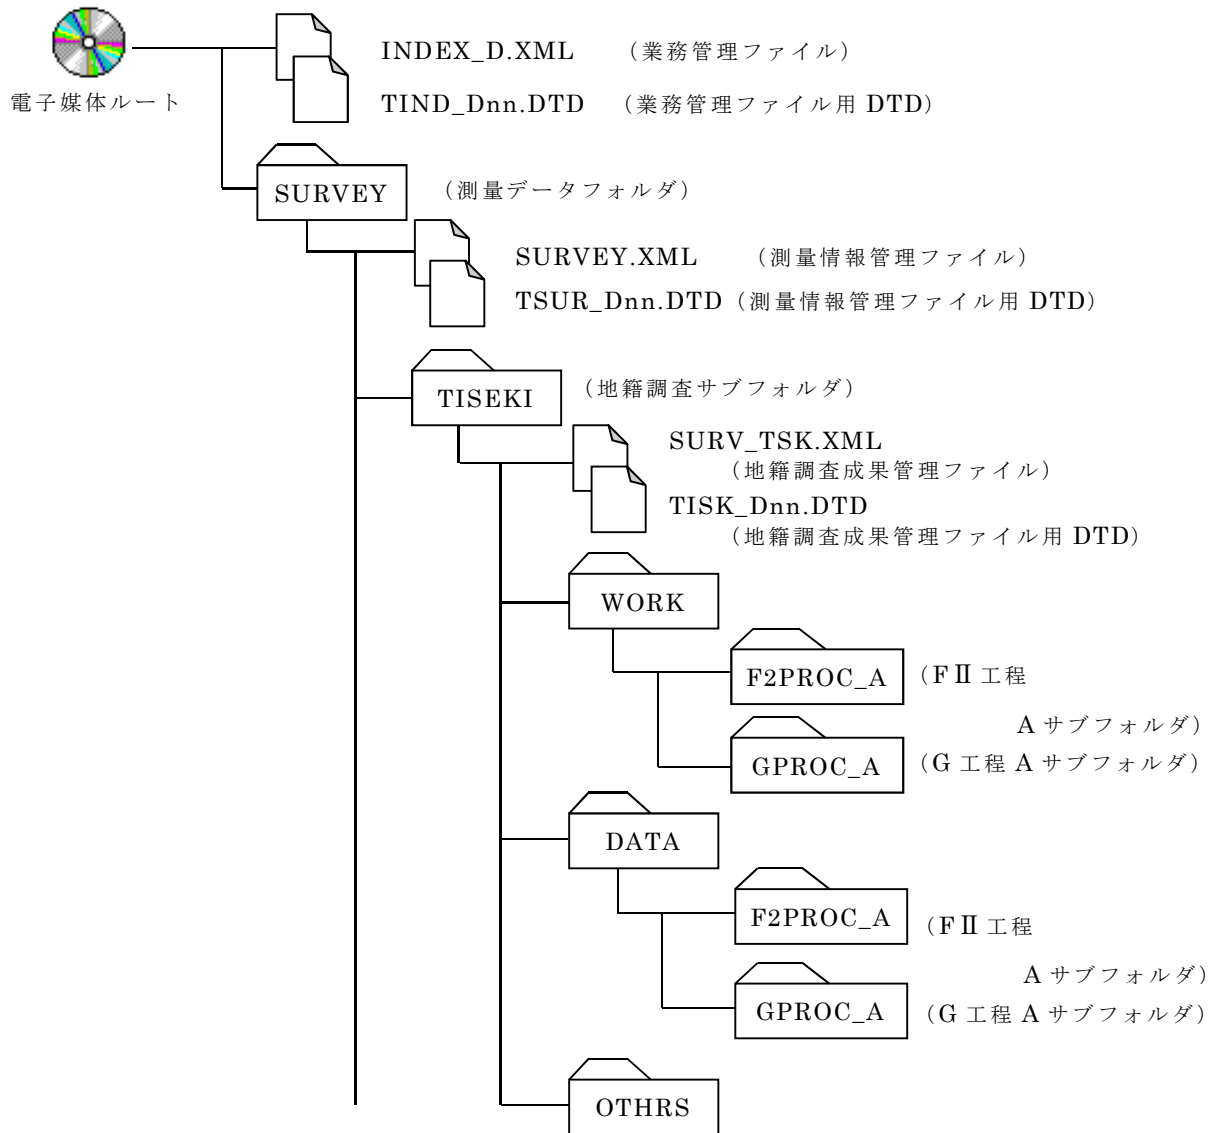 INDEX_D.XML （業務管理ファイル）
電子媒体ルート
TIND_Dnn.DTD （業務管理ファイル用 DTD）
SURVEY （測量データフォルダ）
SURVEY.XML （測量情報管理ファイル）
TSUR_Dnn.DTD（測量情報管理ファイル用 DTD）
TISEKI （地籍調査サブフォルダ）
SURV_TSK.XML
（地籍調査成果管理ファイル）
TISK_Dnn.DTD
（地籍調査成果管理ファイル用 DTD）
WORK
F2PROC_A （FⅡ工程
A サブフォルダ）
GPROC_A （G 工程 A サブフォルダ）
DATA
F2PROC_A （FⅡ工程
A サブフォルダ）
GPROC_A （G 工程 A サブフォルダ）
OTHRS